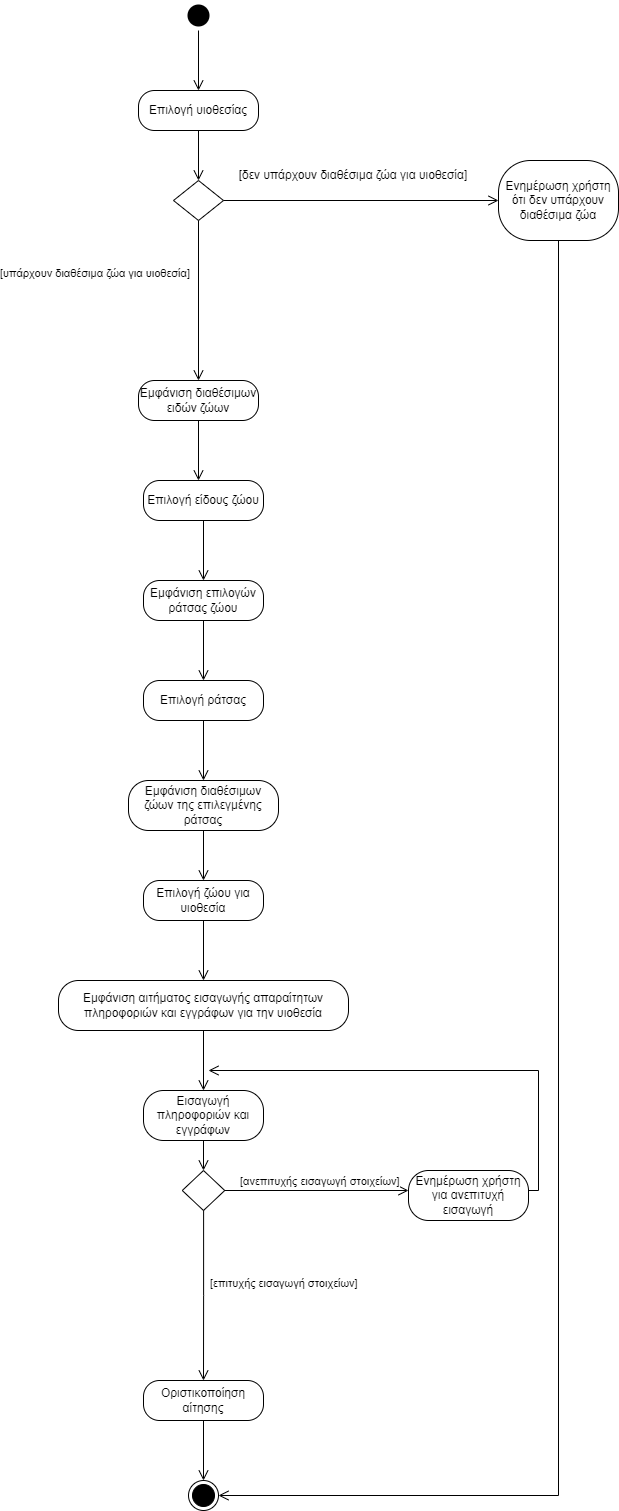 Επιλογή υιοθεσίας
[δεν υπάρχουν διαθέσιμα ζώα για υιοθεσία]
Ενημέρωση χρήστη
ότι δεν υπάρχουν
διαθέσιμα ζώα
[υπάρχουν διαθέσιμα ζώα για υιοθεσία]
Εμφάνιση διαθέσιμων
ειδών ζώων
Επιλογή είδους ζώου
Εμφάνιση επιλογών
ράτσας ζώου
Επιλογή ράτσας
Εμφάνιση διαθέσιμων
ζώων της επιλεγμένης
ράτσας
Επιλογή ζώου για
υιοθεσία
Εμφάνιση αιτήματος εισαγωγής απαραίτητων
πληροφοριών και εγγράφων για την υιοθεσία
Εισαγωγή
πληροφοριών και
εγγράφων
[ανεπιτυχής εισαγωγή στοιχείων]
Ενημέρωση χρήστη
για ανεπιτυχή
εισαγωγή
[επιτυχής εισαγωγή στοιχείων]
Οριστικοποίηση
αίτησης